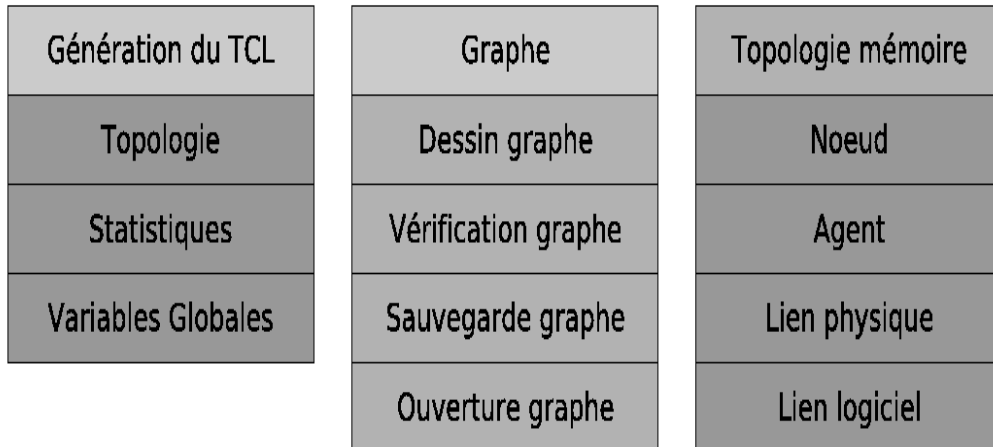 Génération du TCL
Topologie
Statistiques
Variables Globales
Graphe
Dessin graphe
Vérification graphe
Sauvegarde graphe
Ouverture graphe
Topologie mémoire
Noeud
Agent
Lien physique
Lien logiciel